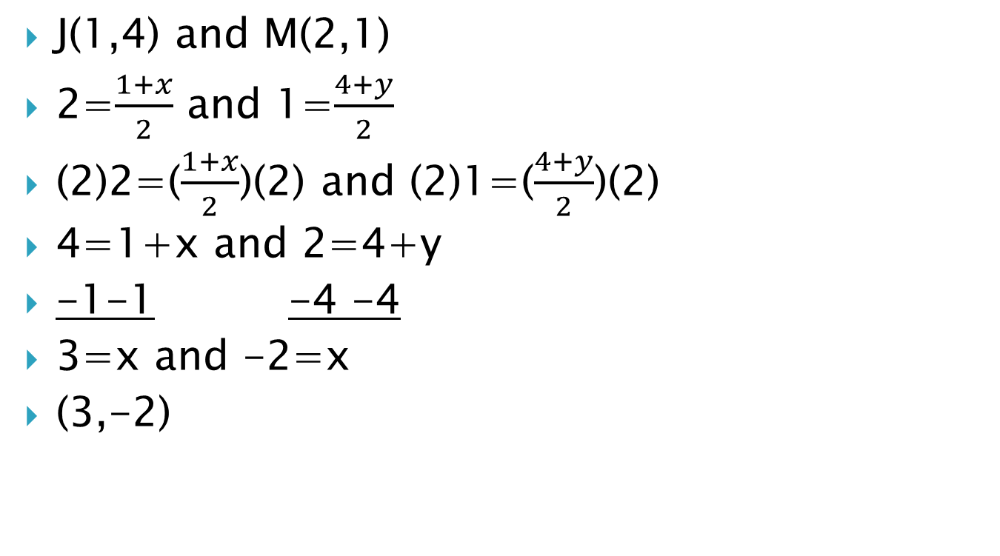 J(1,4) and M(2,1)
2=\frac{1+x}{2} and 1=\frac{4+y}{2}
(2)2=(\frac{1+x}{2})(2) and (2)1=(\frac{4+y}{2})(2)
4=1+x and 2=4+y
-1-1 -4 -4
3=x and -2=x
(3,-2)